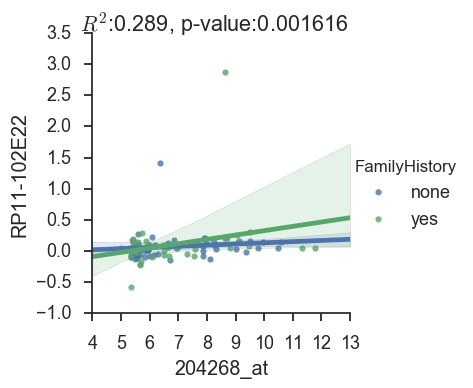 R²:0.289, p-value:0.001616
3.5
3.0
2.5
2.0
1.5
1.0
0.5
0.0
−0.5
−1.0
RP11-102E22
4 5 6 7 8 9 10 11 12 13
204268_at
FamilyHistory
none
yes